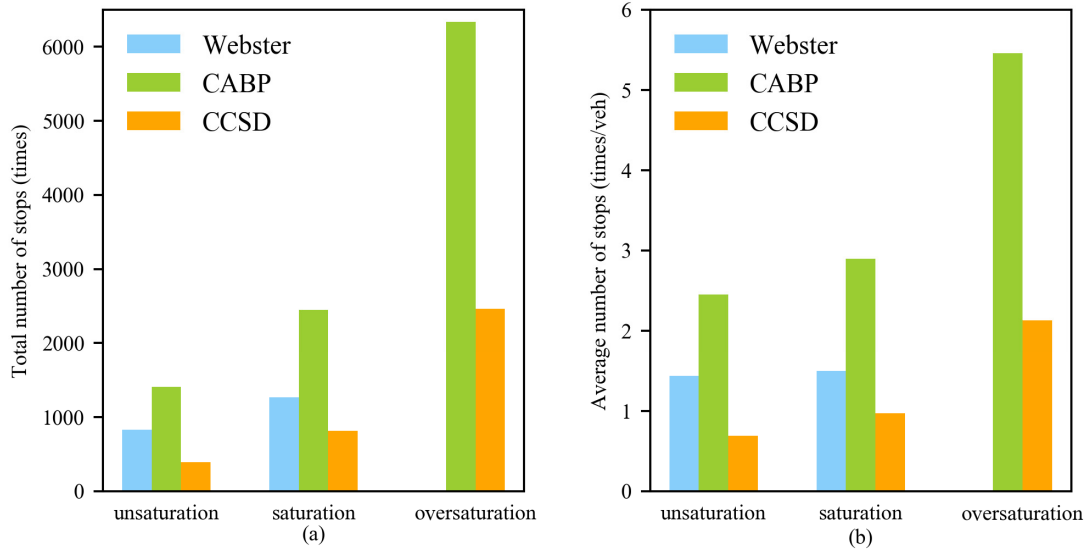 Total number of stops (times)
6000
5000
4000
3000
2000
1000
0
Webster
CABP
CCSD
unsaturation
saturation
oversaturation
(a)
Average number of stops (times/veh)
6
5
4
3
2
1
0
Webster
CABP
CCSD
unsaturation
saturation
oversaturation
(b)